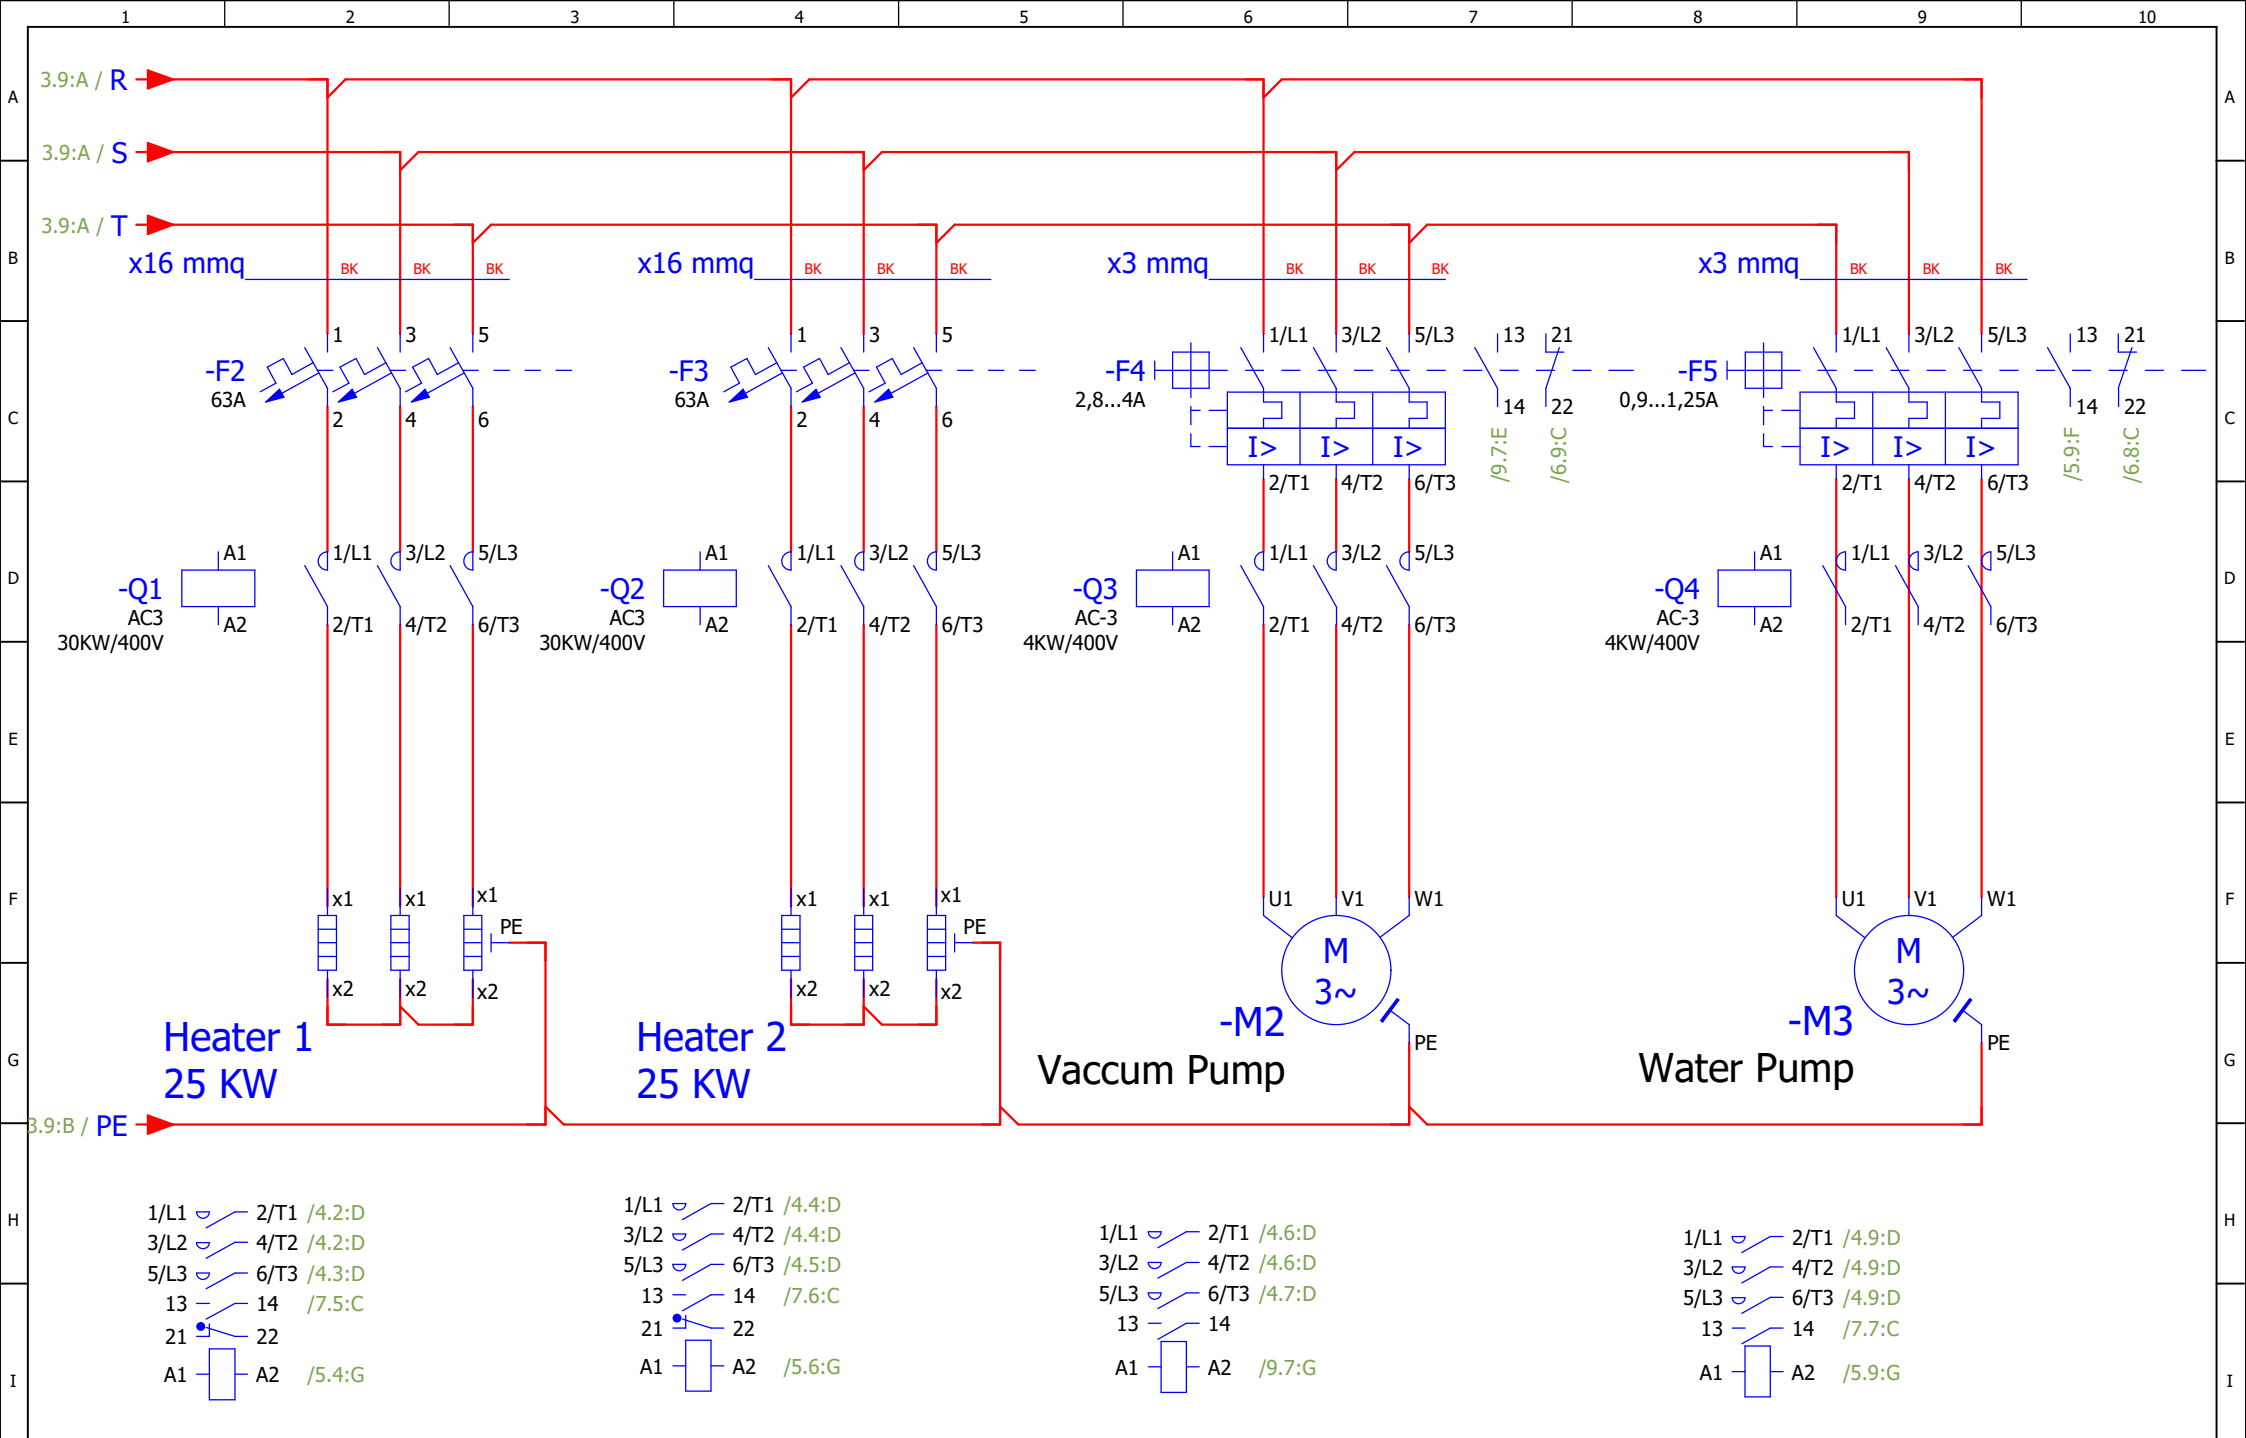 1 2 3 4 5 6 7 8 9 10
A 3.9:A / R A
3.9:A / S
3.9:A / T
B x16 mmq BK BK BK x16 mmq BK BK BK x3 mmq BK BK BK x3 mmq BK BK BK B
1 3 5 1 3 5 1/L1 3/L2 5/L3 13 21 1/L1 3/L2 5/L3 13 21
-F2 -F3 -F4 -F5
63A 63A 2,8...4A 0,9...1,25A
C 2 4 6 2 4 6 14 22 14 22 C
I> I> I> /9.7:E /6.9:C I> I> I> /5.9:F /6.8:C
2/T1 4/T2 6/T3 2/T1 4/T2 6/T3
A1 1/L1 3/L2 5/L3 A1 1/L1 3/L2 5/L3 A1 1/L1 3/L2 5/L3 A1 1/L1 3/L2 5/L3
D -Q1 -Q2 -Q3 -Q4 D
AC3 AC3 AC-3 AC-3
A2 2/T1 4/T2 6/T3 A2 2/T1 4/T2 6/T3 A2 2/T1 4/T2 6/T3 A2 2/T1 4/T2 6/T3
30KW/400V 30KW/400V 4KW/400V 4KW/400V
E E
F x1 x1 x1 x1 x1 x1 U1 V1 W1 U1 V1 W1 F
PE PE
M M
3~ 3~
x2 x2 x2 x2 x2 x2
-M2 -M3
Heater 1 Heater 2 PE PE
G 25 KW 25 KW Vaccum Pump Water Pump G
3.9:B / PE
H H
1/L1 2/T1 /4.2:D
3/L2 4/T2 /4.2:D
5/L3 6/T3 /4.3:D
13 14 /7.5:C
21 22
A1 A2 /5.4:G
1/L1 2/T1 /4.4:D
3/L2 4/T2 /4.4:D
5/L3 6/T3 /4.5:D
13 14 /7.6:C
21 22
A1 A2 /5.6:G
1/L1 2/T1 /4.6:D
3/L2 4/T2 /4.6:D
5/L3 6/T3 /4.7:D
13 14
A1 A2 /9.7:G
1/L1 2/T1 /4.9:D
3/L2 4/T2 /4.9:D
5/L3 6/T3 /4.9:D
13 14 /7.7:C
A1 A2 /5.9:G
I I